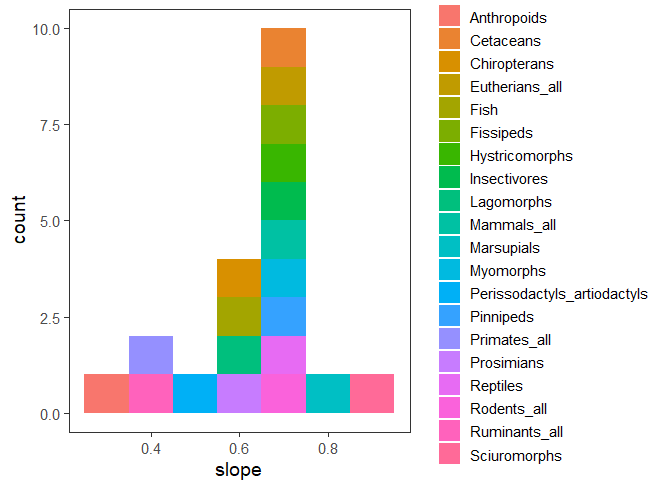 10.0
7.5
5.0
2.5
0.0
count
0.4
0.6
0.8
slope
Anthropoids
Cetaceans
Chiropterans
Eutherians_all
Fish
Fissipeds
Hystricomorphs
Insectivores
Lagomorphs
Mammals_all
Marsupials
Myomorphs
Perissodactyls_artiodactyls
Pinnipeds
Primates_all
Prosimians
Reptiles
Rodents_all
Ruminants_all
Sciuromorphs